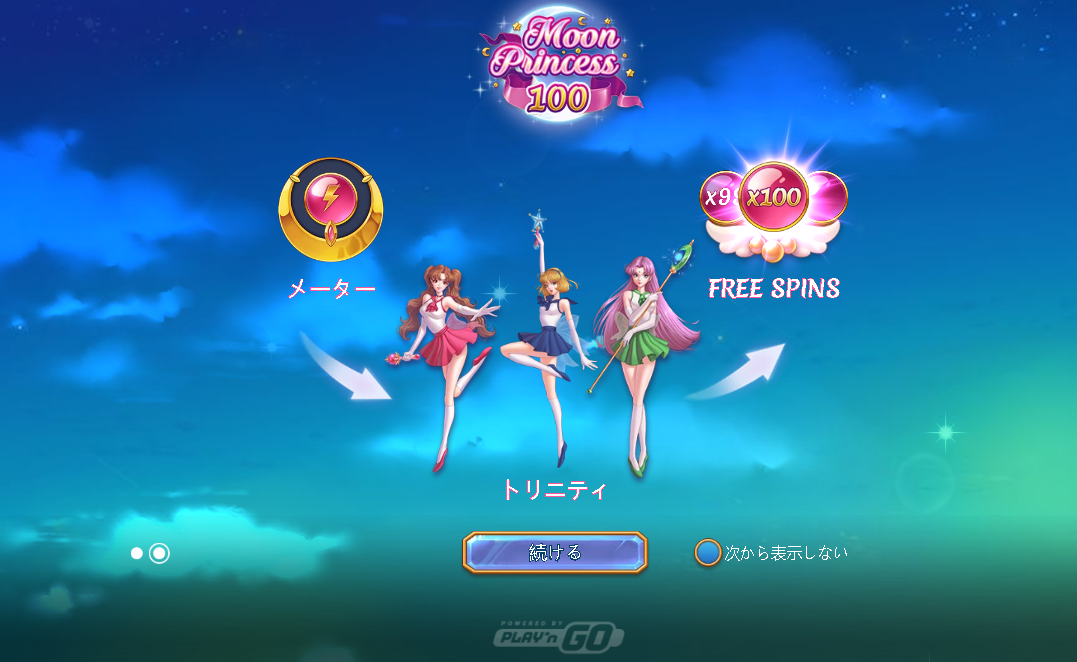 Moon
Princess
100
x9
x100
メーター
FREE SPINS
トリニティ
続ける
次から表示しない
POWERED BY
PLAY'n GO